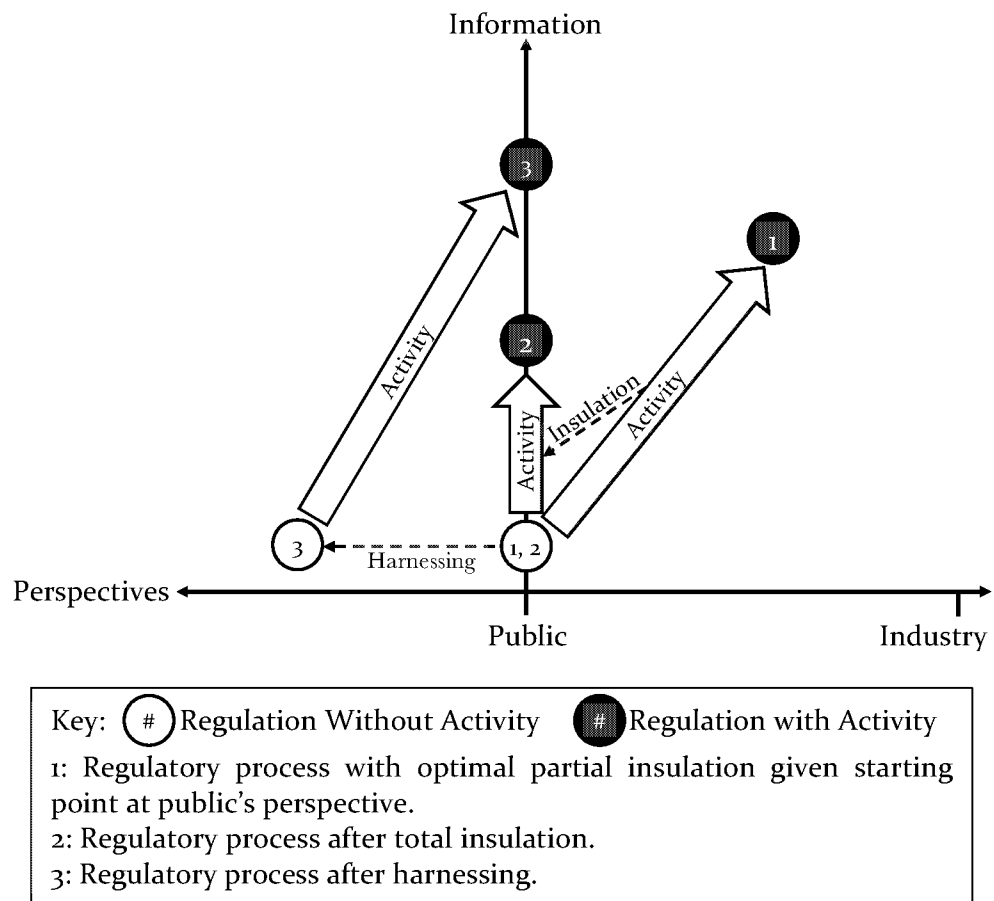 Information
3
1
2
Activity
Insulation
Activity
Activity
3
Harnessing
1, 2
Perspectives
Public
Industry
Key: # Regulation Without Activity # Regulation with Activity
1: Regulatory process with optimal partial insulation given starting
point at public's perspective.
2: Regulatory process after total insulation.
3: Regulatory process after harnessing.